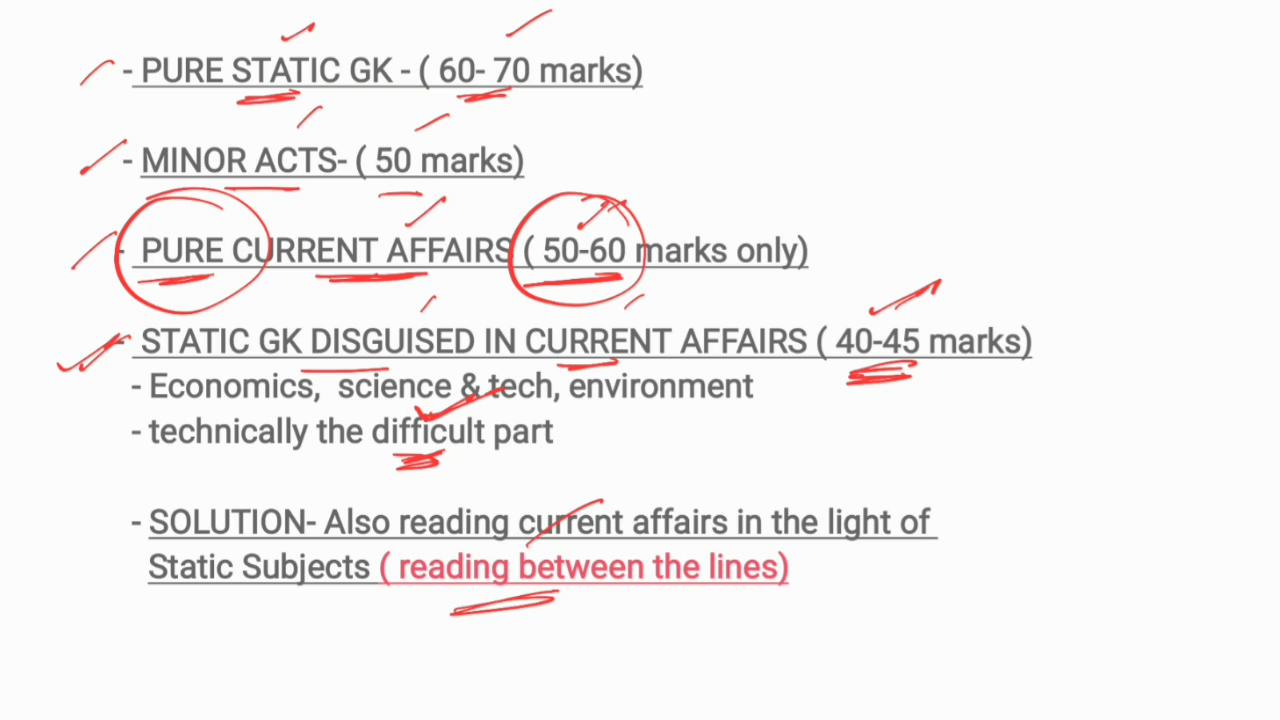 - PURE STATIC GK - ( 60- 70 marks)
- MINOR ACTS- ( 50 marks)
- PURE CURRENT AFFAIRS ( 50-60 marks only)
- STATIC GK DISGUISED IN CURRENT AFFAIRS ( 40-45 marks)
- Economics, science & tech, environment
- technically the difficult part
- SOLUTION- Also reading current affairs in the light of
Static Subjects ( reading between the lines)